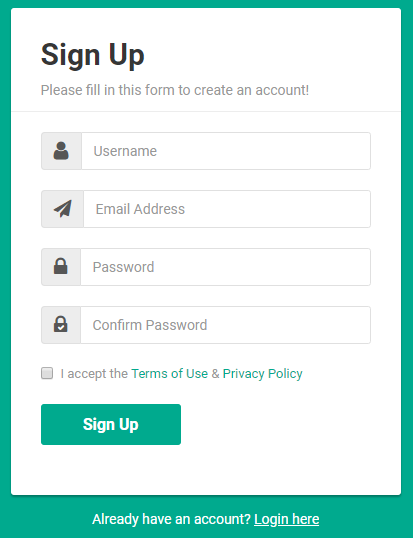 Sign Up
Please fill in this form to create an account!
Username
Email Address
Password
Confirm Password
I accept the Terms of Use & Privacy Policy
Sign Up
Already have an account? Login here